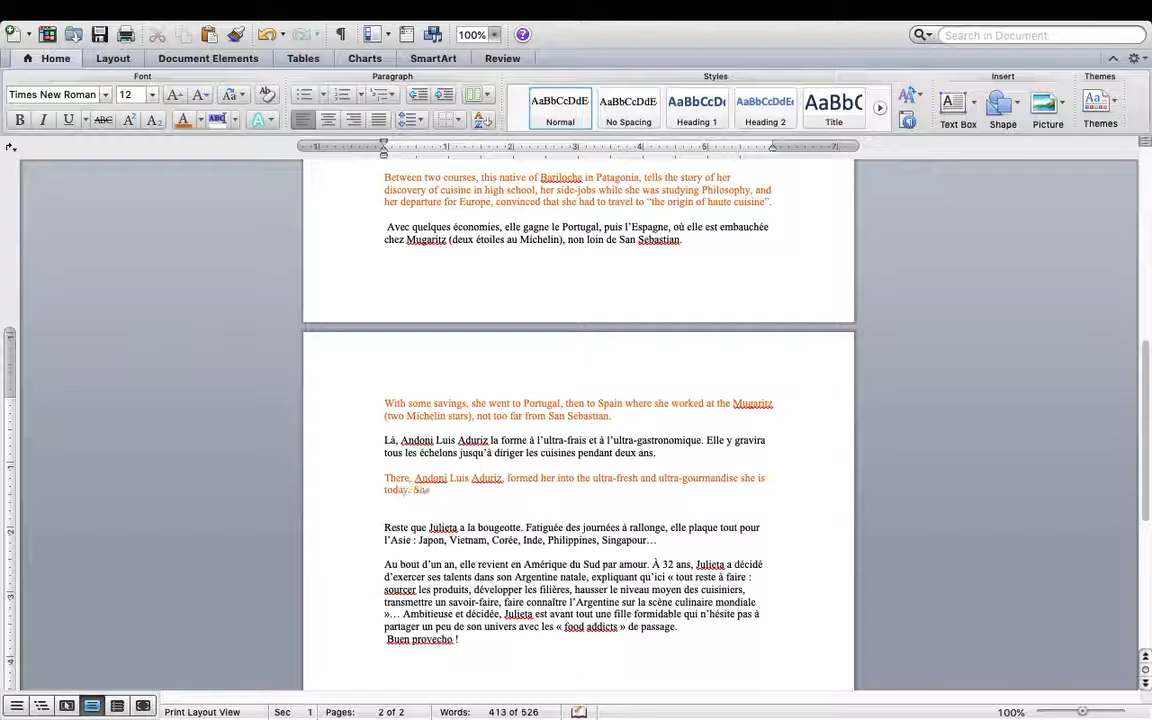 100%
Search in Document
Home
Layout
Document Elements
Tables
Charts
SmartArt
Review
Font
Paragraph
Styles
Insert
Themes
Times New Roman
12
A
A
Aa
AaBbCcDdE
AaBbCcDdE
AaBbCcDc
AaBbCcDdEe
AaBbC
Normal
No Spacing
Heading 1
Heading 2
Title
Text Box
Shape
Picture
Themes
B I U ABC A² A₂ A ABC A
Between two courses, this native of Bariloche in Patagonia, tells the story of her
discovery of cuisine in high school, her side-jobs while she was studying Philosophy, and
her departure for Europe, convinced that she had to travel to “the origin of haute cuisine”.
Avec quelques économies, elle gagne le Portugal, puis l’Espagne, où elle est embauchée
chez Mugaritz (deux étoiles au Michelin), non loin de San Sebastian.
With some savings, she went to Portugal, then to Spain where she worked at the Mugaritz
(two Michelin stars), not too far from San Sebastian.
Là, Andoni Luis Aduriz la forme à l’ultra-frais et à l’ultra-gastronomique. Elle y gravira
tous les échelons jusqu’à diriger les cuisines pendant deux ans.
There, Andoni Luis Aduriz, formed her into the ultra-fresh and ultra-gourmandise she is
Reste que Julieta a la bougeotte. Fatiguée des journées à rallonge, elle plaque tout pour
l’Asie : Japon, Vietnam, Corée, Inde, Philippines, Singapour…
Au bout d’un an, elle revient en Amérique du Sud par amour. À 32 ans, Julieta a décidé
d’exercer ses talents dans son Argentine natale, expliquant qu’ici « tout reste à faire :
sourcer les produits, développer les filières, hausser le niveau moyen des cuisiniers,
transmettre un savoir-faire, faire connaître l’Argentine sur la scène culinaire mondiale
»… Ambitieuse et décidée, Julieta est avant tout une fille formidable qui n’hésite pas à
partager un peu de son univers avec les « food addicts » de passage.
Buen provecho !
Print Layout View
Sec 1
Pages: 2 of 2
Words: 413 of 526
100%